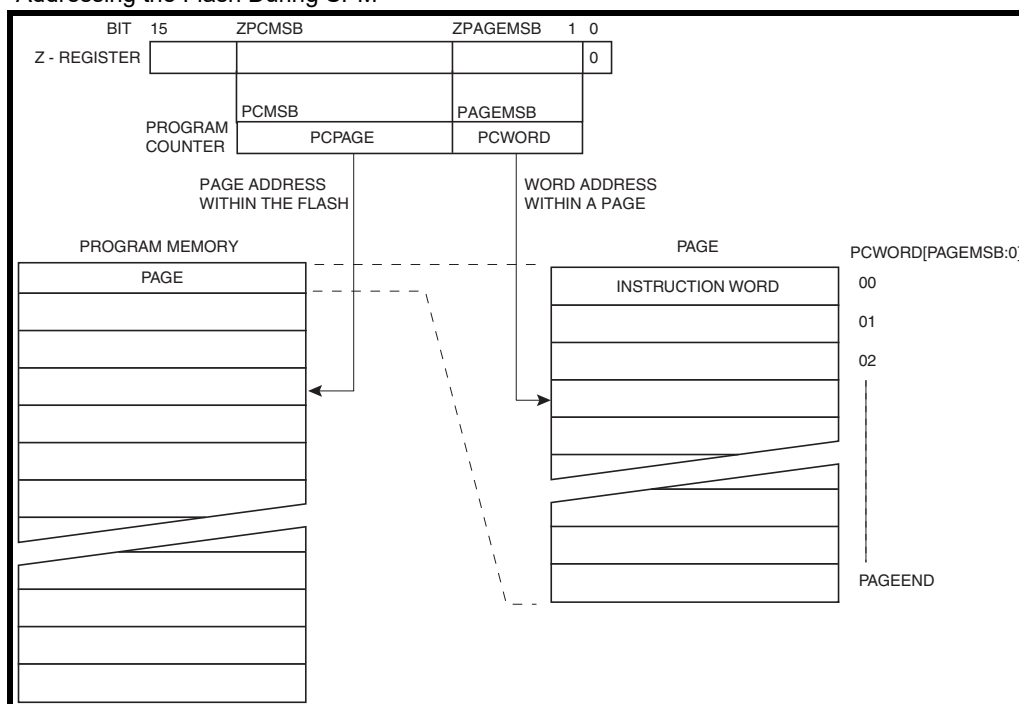 Addressing the Flash During SPM
BIT 15 ZPCMSB ZPAGEMSB 1 0
Z - REGISTER 0
PCMSB PAGEMSB
PROGRAM
COUNTER
PCPAGE PCWORD
PAGE ADDRESS
WITHIN THE FLASH
WORD ADDRESS
WITHIN A PAGE
PROGRAM MEMORY PAGE PCWORD[PAGEMSB:0]
PAGE INSTRUCTION WORD 00
01
02
PAGEEND